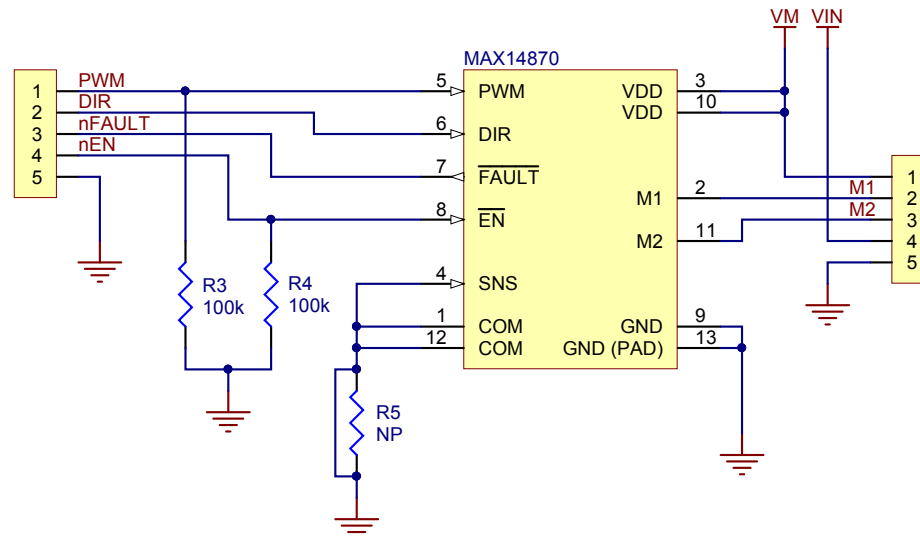 VM VIN
MAX14870
1 PWM 5 PWM VDD 3
2 DIR VDD 10
3 nFAULT 6 DIR
4 nEN 7 FAULT 1
5 M1 2 M1 2
8 EN M2 3
M2 11 4
4 SNS 5
R3 R4
100k 100k
1 COM GND 9
12 COM GND (PAD) 13
R5
NP